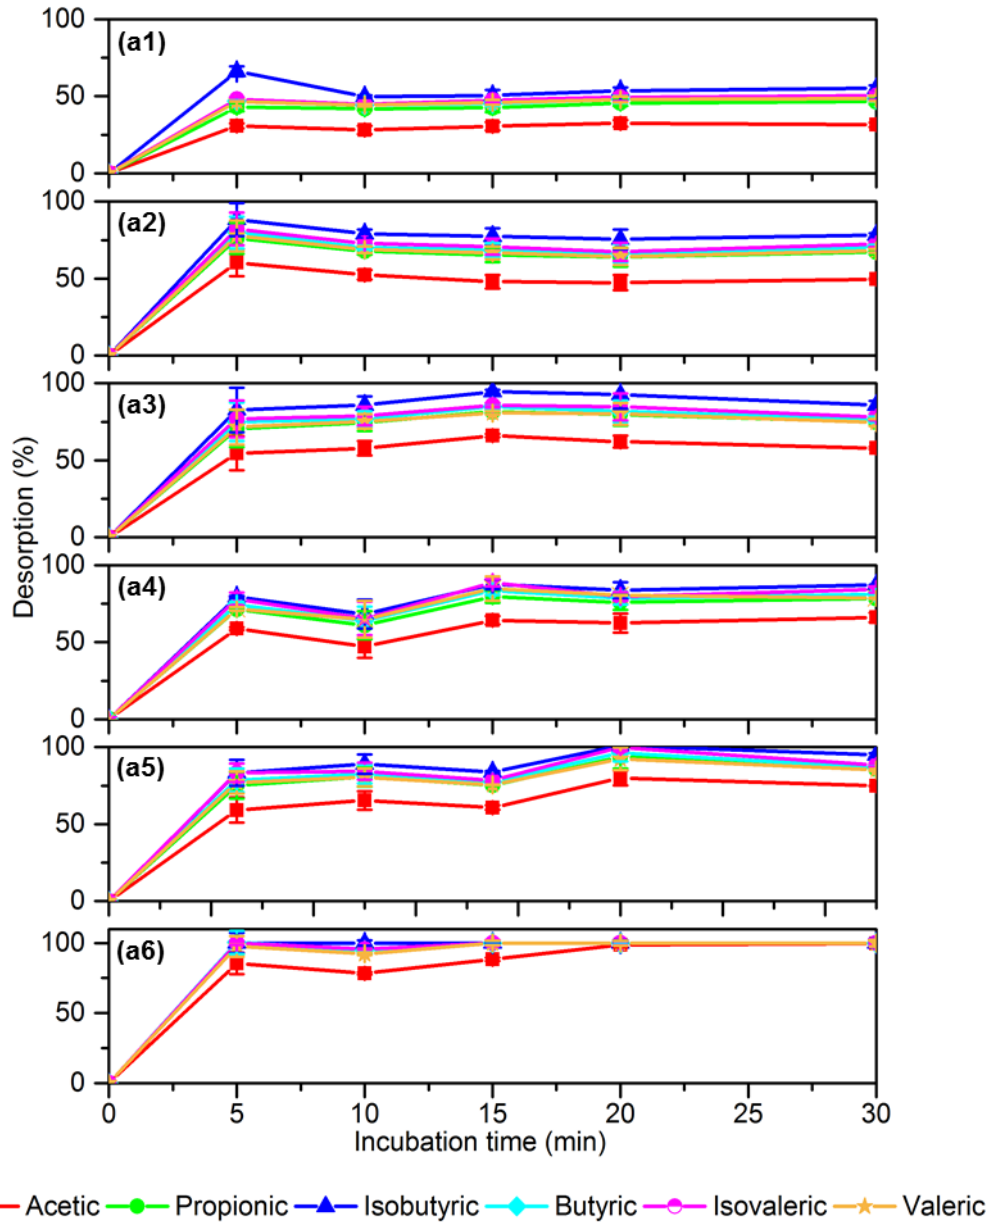 100
(a1)
50
0
100
(a2)
50
0
100
(a3)
50
0
Desorption (%)
100
(a4)
50
0
100
(a5)
50
0
100
(a6)
50
0
0 5 10 15 20 25 30
Incubation time (min)
Acetic Propionic Isobutyric Butyric Isovaleric Valeric